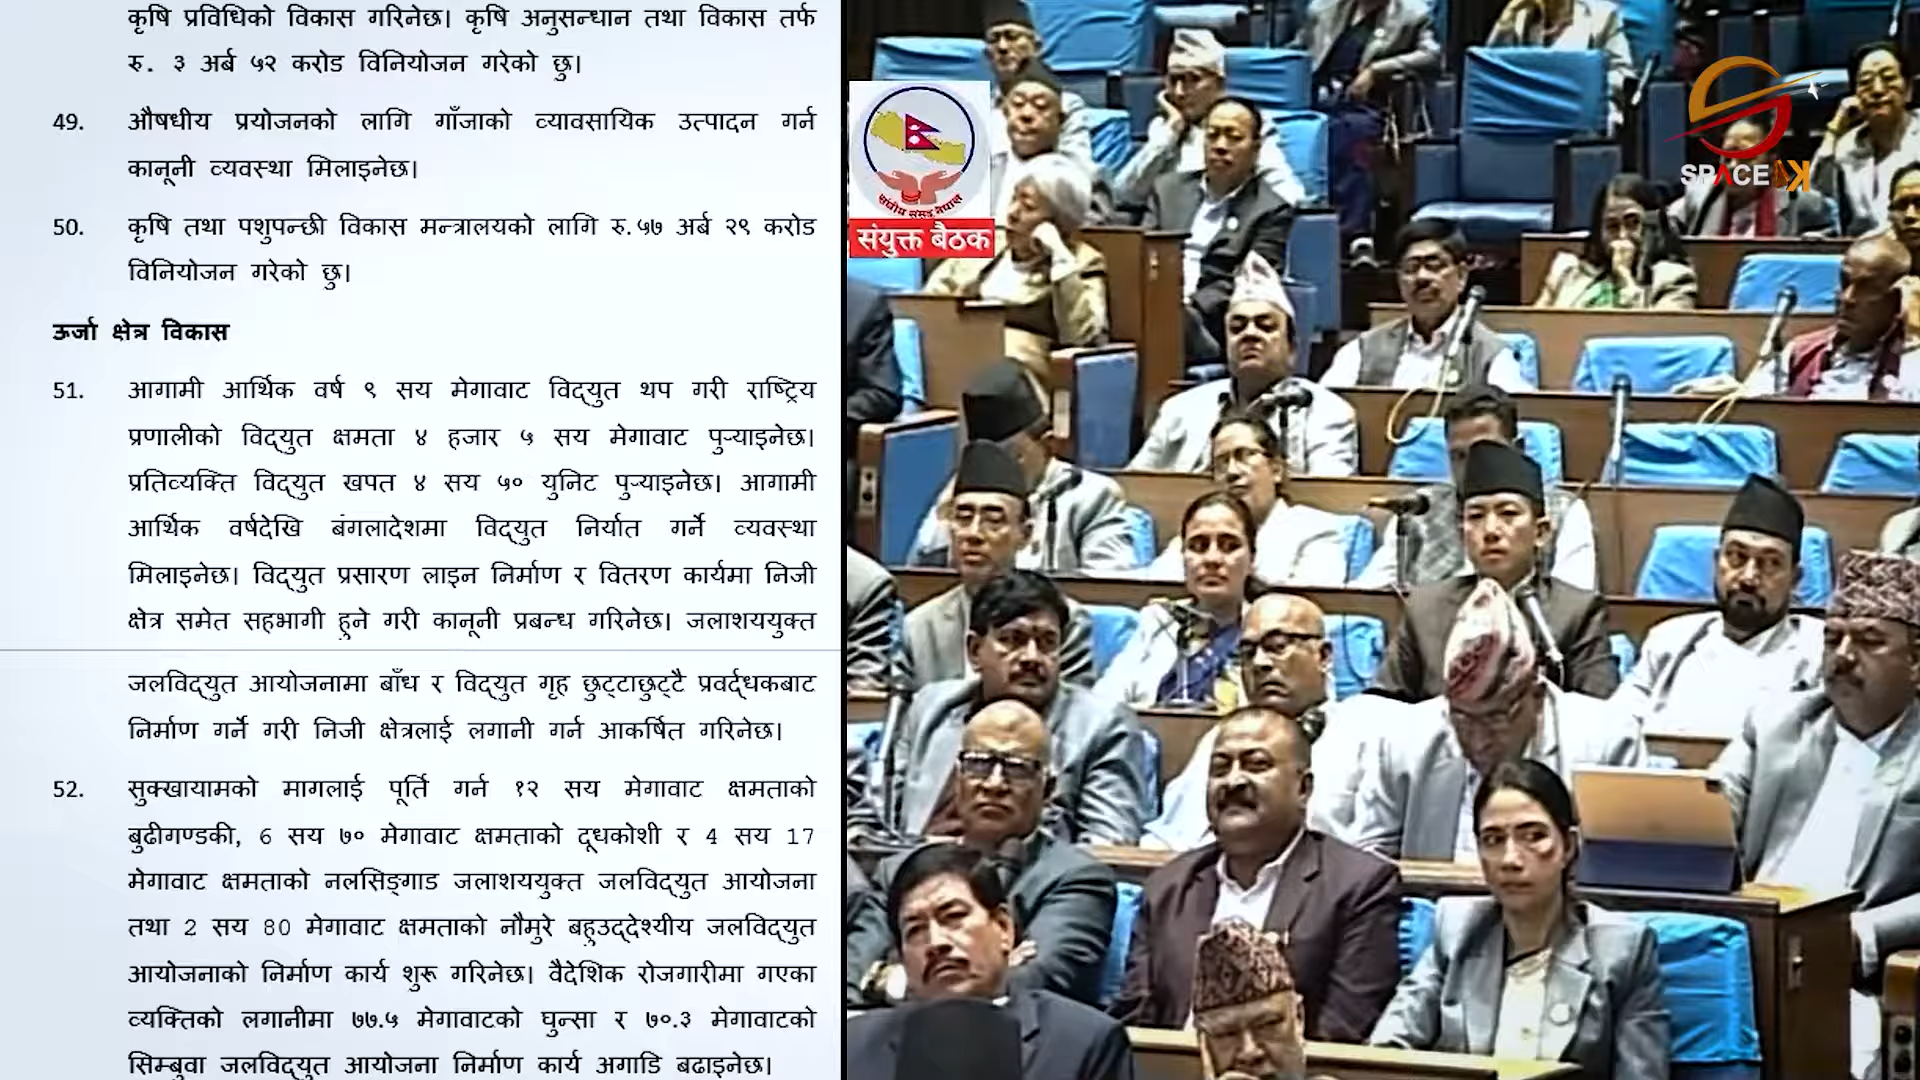 कृषि प्रविधिको विकास गरिनेछ। कृषि अनुसन्धान तथा विकास तर्फ
रु. ३ अर्ब ५२ करोड विनियोजन गरेको छु।
49. औषधीय प्रयोजनको लागि गाँजाको व्यावसायिक उत्पादन गर्न
कानूनी व्यवस्था मिलाइनेछ।
50. कृषि तथा पशुपन्छी विकास मन्त्रालयको लागि रु.५७ अर्ब २९ करोड
विनियोजन गरेको छु।
ऊर्जा क्षेत्र विकास
51. आगामी आर्थिक वर्ष ९ सय मेगावाट विद्युत थप गरी राष्ट्रिय
प्रणालीको विद्युत क्षमता ४ हजार ५ सय मेगावाट पुर्‍याइनेछ।
प्रतिव्यक्ति विद्युत खपत ४ सय ५० युनिट पुर्‍याइनेछ। आगामी
आर्थिक वर्षदेखि बंगलादेशमा विद्युत निर्यात गर्ने व्यवस्था
मिलाइनेछ। विद्युत प्रसारण लाइन निर्माण र वितरण कार्यमा निजी
क्षेत्र समेत सहभागी हुने गरी कानूनी प्रबन्ध गरिनेछ। जलाशययुक्त
जलविद्युत आयोजनामा बाँध र विद्युत गृह छुट्टाछुट्टै प्रवर्द्धकबाट
निर्माण गर्ने गरी निजी क्षेत्रलाई लगानी गर्न आकर्षित गरिनेछ।
52. सुक्खायामको मागलाई पूर्ति गर्न १२ सय मेगावाट क्षमताको
बुढीगण्डकी, 6 सय ७० मेगावाट क्षमताको दूधकोशी र 4 सय 17
मेगावाट क्षमताको नलसिङ्गाड जलाशययुक्त जलविद्युत आयोजना
तथा 2 सय 80 मेगावाट क्षमताको नौमुरे बहुउद्देश्यीय जलविद्युत
आयोजनाको निर्माण कार्य शुरू गरिनेछ। वैदेशिक रोजगारीमा गएका
व्यक्तिको लगानीमा ७७.५ मेगावाटको घुन्सा र ७०.३ मेगावाटको
सिम्बुवा जलविद्युत आयोजना निर्माण कार्य अगाडि बढाइनेछ।
संघीय संसद नेपाल
संयुक्त बैठक
SPACE 4K